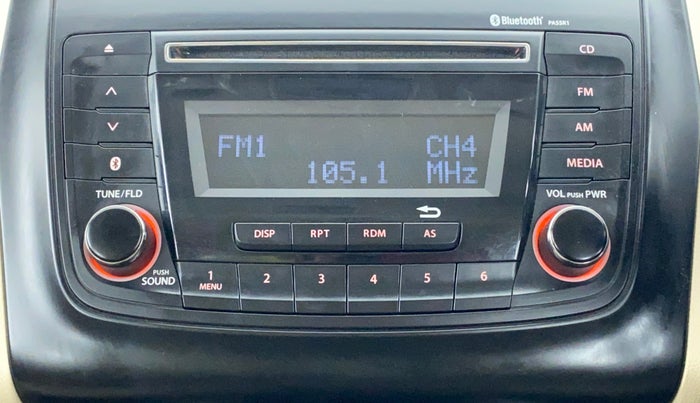 Bluetooth PASSK1
CD
FM
AM
MEDIA
FM1 CH4
105.1 MHz
TUNE/FLD
VOL PUSH PWR
DISP RPT RDM AS
PUSH
SOUND
1 2 3 4 5 6
MENU